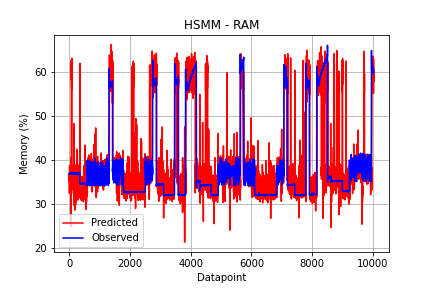 HSMM - RAM
Memory (%)
60
50
40
30
20
Predicted
Observed
0
2000
4000
6000
8000
10000
Datapoint